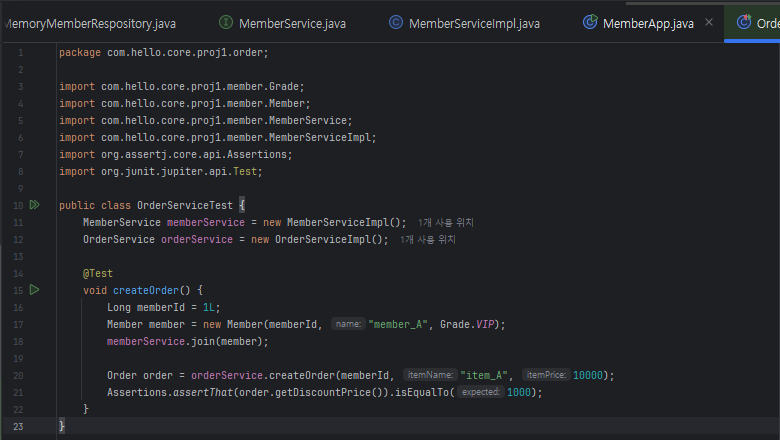 MemoryMemberRespository.java MemberService.java MemberServiceImpl.java MemberApp.java × Orde
1 package com.hello.core.proj1.order;
2
3 import com.hello.core.proj1.member.Grade;
4 import com.hello.core.proj1.member.Member;
5 import com.hello.core.proj1.member.MemberService;
6 import com.hello.core.proj1.member.MemberServiceImpl;
7 import org.assertj.core.api.Assertions;
8 import org.junit.jupiter.api.Test;
9
10 public class OrderServiceTest {
11 MemberService memberService = new MemberServiceImpl(); 1개 사용 위치
12 OrderService orderService = new OrderServiceImpl(); 1개 사용 위치
13
14 @Test
15 void createOrder() {
16 Long memberId = 1L;
17 Member member = new Member(memberId, name: "member_A", Grade.VIP);
18 memberService.join(member);
19
20 Order order = orderService.createOrder(memberId, itemName: "item_A", itemPrice: 10000);
21 Assertions.assertThat(order.getDiscountPrice()).isEqualTo( expected: 1000);
22 }
23 }